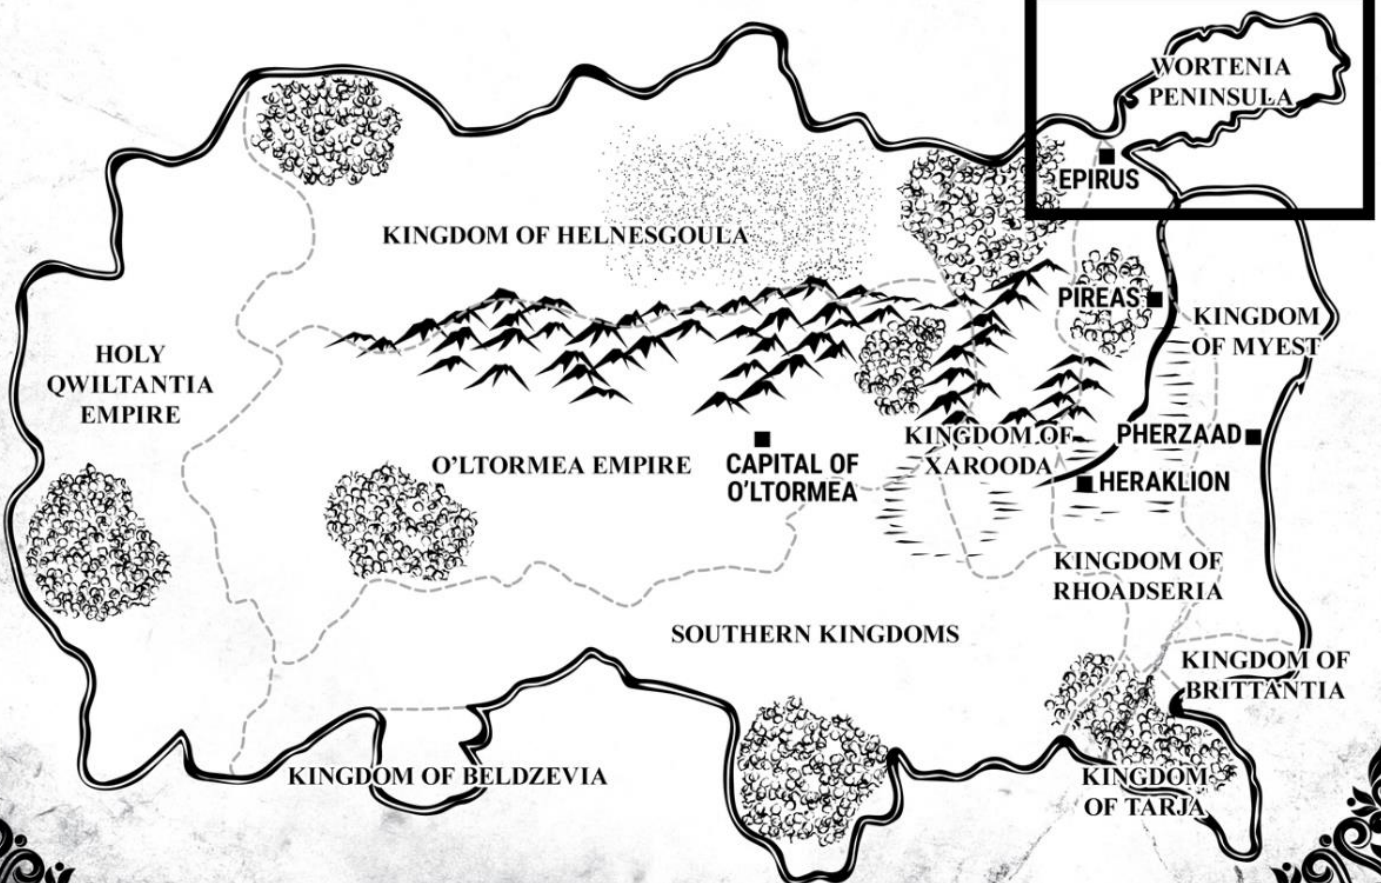 WORTENIA
PENINSULA
EPIRUS
KINGDOM OF HELNESGOULA
PIREAS
KINGDOM
OF MYEST
HOLY
QWILTANTIA
EMPIRE
O'LTORMEA EMPIRE
CAPITAL OF
O'LTORMEA
KINGDOM OF
XAROODA
PHERZAAD
HERAKLION
KINGDOM OF
RHOADSERIA
SOUTHERN KINGDOMS
KINGDOM OF
BRITTANTIA
KINGDOM OF BELDZEVIA
KINGDOM
OF TARJA